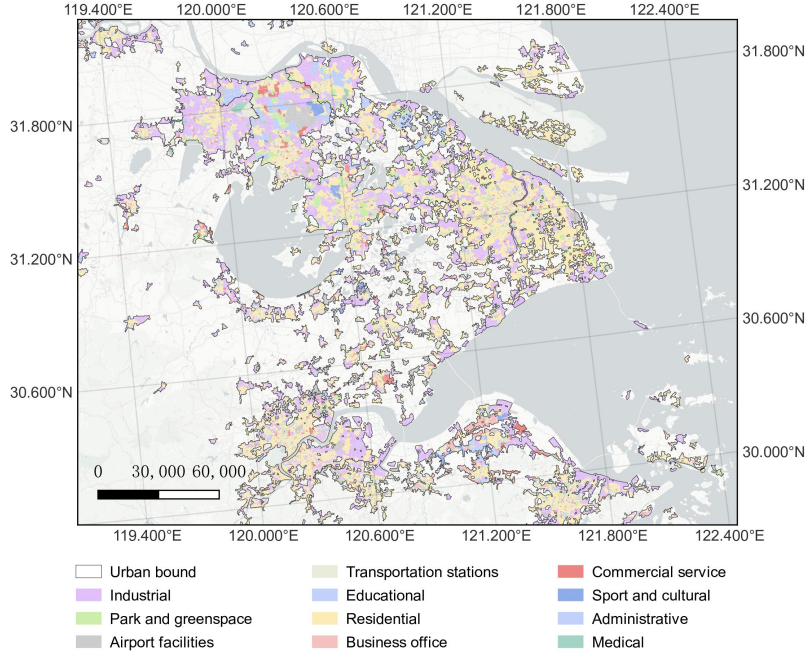 119.400°E 120.000°E 120.600°E 121.200°E 121.800°E 122.400°E
31.800°N
31.800°N
31.200°N
31.200°N
30.600°N
30.600°N
30.000°N
0 30,000 60,000
119.400°E 120.000°E 120.600°E 121.200°E 121.800°E 122.400°E
Urban bound Transportation stations Commercial service
Industrial Educational Sport and cultural
Park and greenspace Residential Administrative
Airport facilities Business office Medical